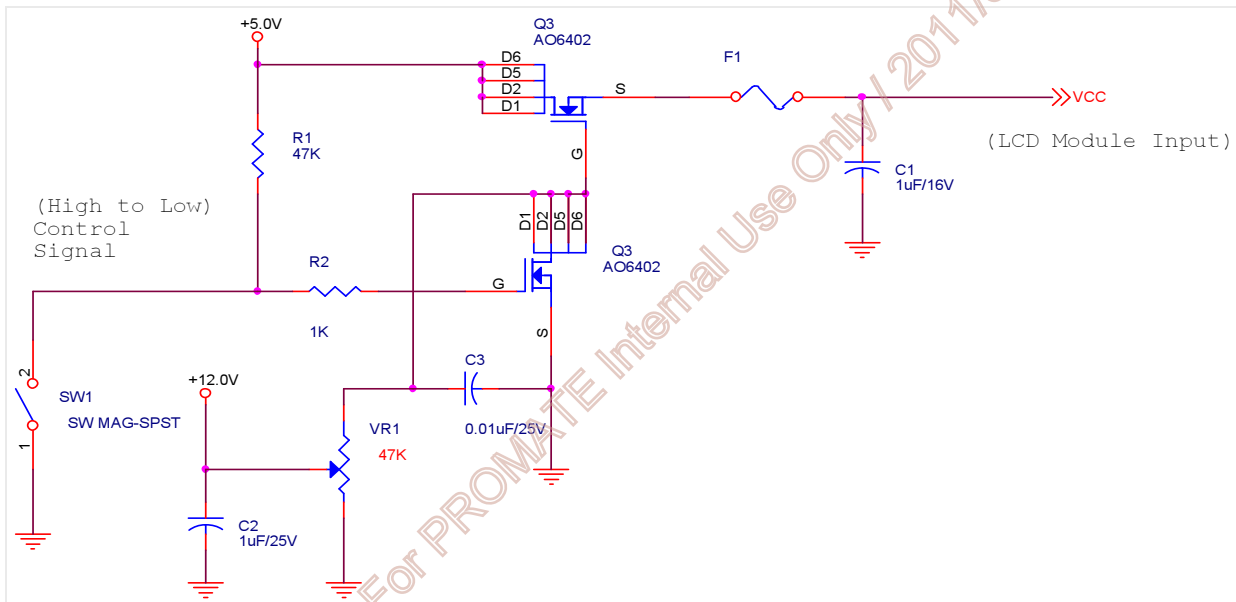 +5.0V
Q3
AO6402
D6
D5
D2
D1
S
G
F1
VCC
(LCD Module Input)
R1
47K
C1
1uF/16V
(High to Low)
Control
Signal
D1
D2
D5
D6
Q3
AO6402
R2
1K
G
S
2
1
SW1
SW MAG-SPST
+12.0V
C3
0.01uF/25V
VR1
47K
C2
1uF/25V
For PROMATE Internal Use Only / 2011/